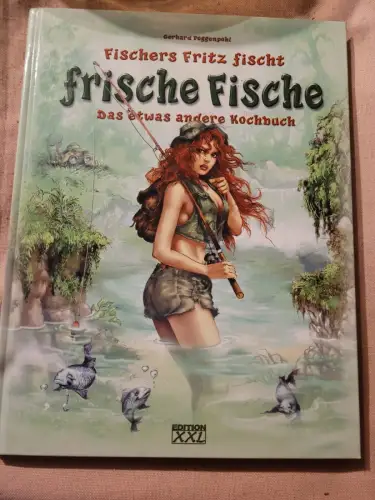 Gerhard Poggenpohl
Fischers Fritz fischt
frische Fische
Das etwas andere Kochbuch
EDITION
XXL